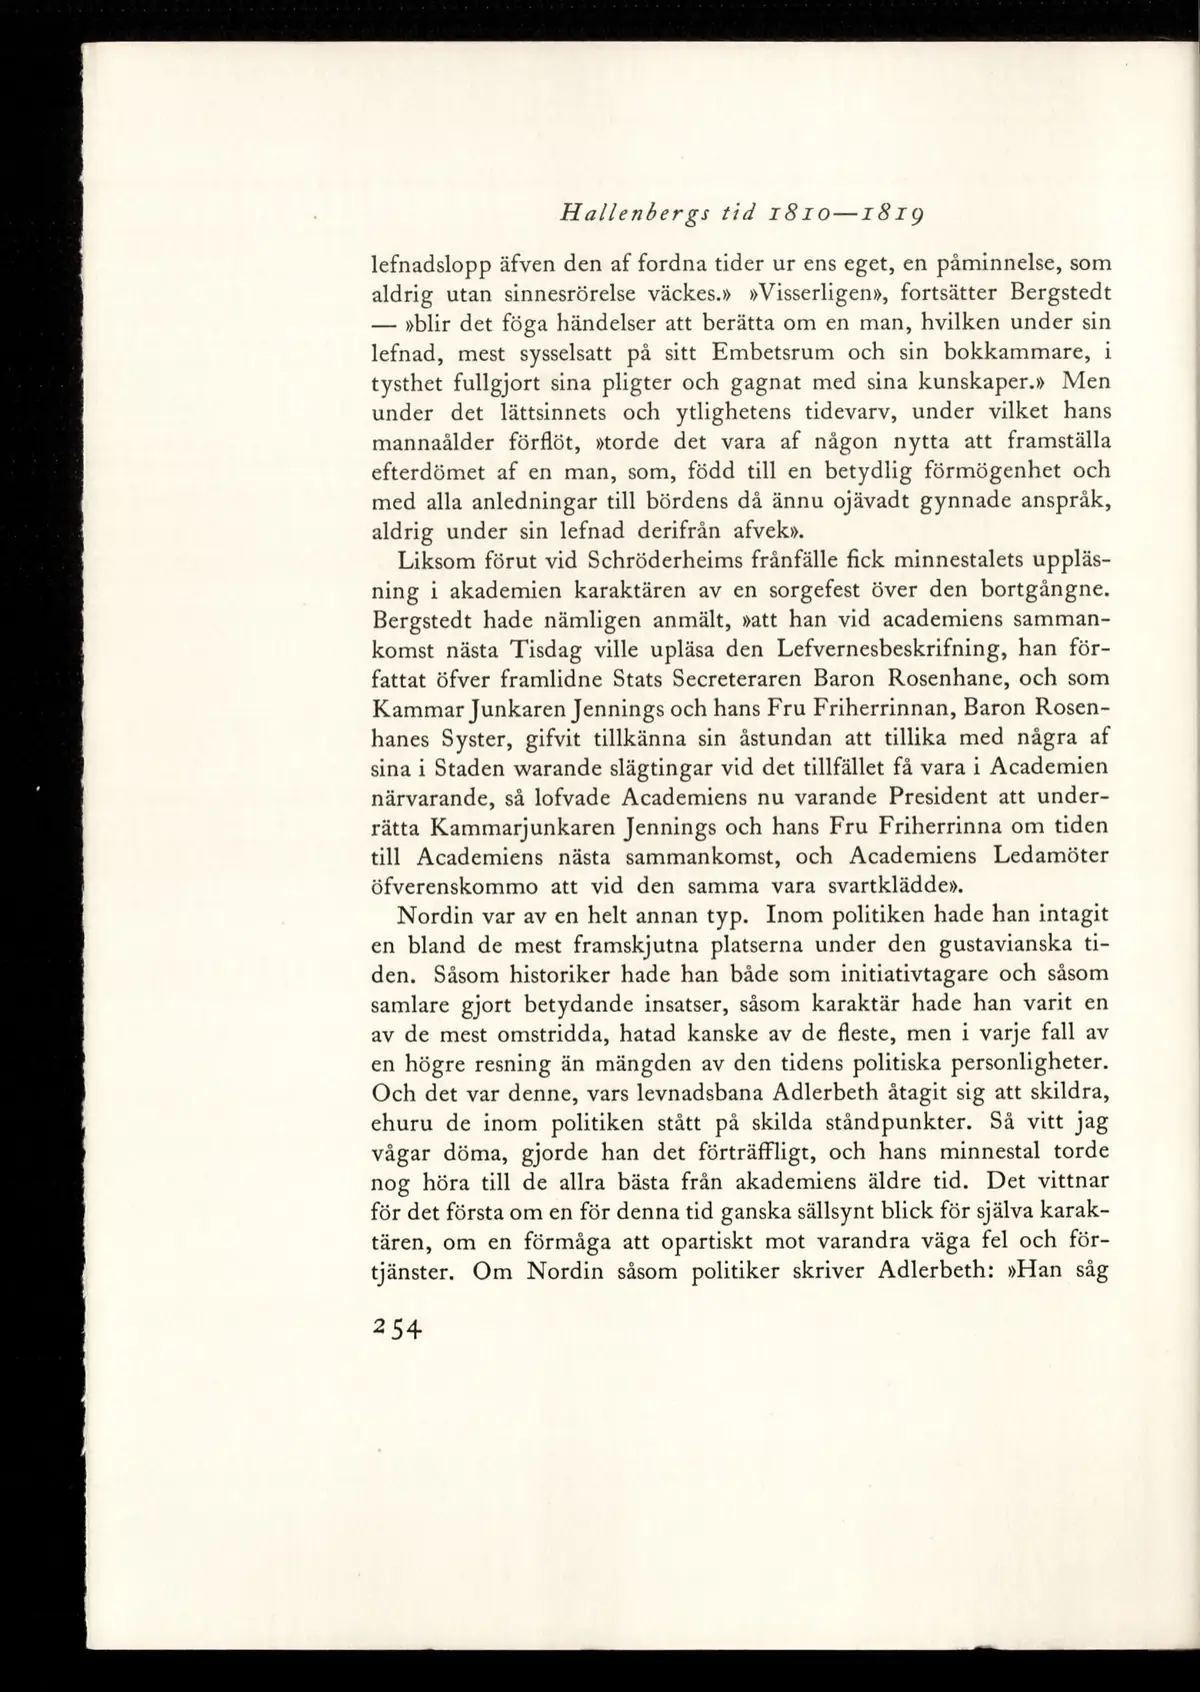 Hallenbergs tid 1810—1819
lefnadslopp äfven den af fordna tider ur ens eget, en påminnelse, som
aldrig utan sinnesrörelse väckes.» »Visserligen», fortsätter Bergstedt
— »blir det föga händelser att berätta om en man, hvilken under sin
lefnad, mest sysselsatt på sitt Embetsrum och sin bokkammare, i
tysthet fullgjort sina pligter och gagnat med sina kunskaper.» Men
under det lättsinnets och ytlighetens tidevarv, under vilket hans
mannaålder förflöt, »torde det vara af någon nytta att framställa
efterdömet af en man, som, född till en betydlig förmögenhet och
med alla anledningar till bördens då ännu ojävadt gynnade anspråk,
aldrig under sin lefnad derifrån afvek».
Liksom förut vid Schröderheims frånfälle fick minnestalets uppläs-
ning i akademien karaktären av en sorgefest över den bortgångne.
Bergstedt hade nämligen anmält, »att han vid academiens samman-
komst nästa Tisdag ville upläsa den Lefvernesbeskrifning, han för-
fattat öfver framlidne Stats Secreteraren Baron Rosenhane, och som
Kammar Junkaren Jennings och hans Fru Friherrinnan, Baron Rosen-
hanes Syster, gifvit tillkänna sin åstundan att tillika med några af
sina i Staden warande slägtingar vid det tillfället få vara i Academien
närvarande, så lofvade Academiens nu varande President att under-
rätta Kammarjunkaren Jennings och hans Fru Friherrinna om tiden
till Academiens nästa sammankomst, och Academiens Ledamöter
öfverenskommo att vid den samma vara svartklädde».
Nordin var av en helt annan typ. Inom politiken hade han intagit
en bland de mest framskjutna platserna under den gustavianska ti-
den. Såsom historiker hade han både som initiativtagare och såsom
samlare gjort betydande insatser, såsom karaktär hade han varit en
av de mest omstridda, hatad kanske av de fleste, men i varje fall av
en högre resning än mängden av den tidens politiska personligheter.
Och det var denne, vars levnadsbana Adlerbeth åtagit sig att skildra,
ehuru de inom politiken stått på skilda ståndpunkter. Så vitt jag
vågar döma, gjorde han det förträffligt, och hans minnestal torde
nog höra till de allra bästa från akademiens äldre tid. Det vittnar
för det första om en för denna tid ganska sällsynt blick för själva karak-
tären, om en förmåga att opartiskt mot varandra väga fel och för-
tjänster. Om Nordin såsom politiker skriver Adlerbeth: »Han såg
254